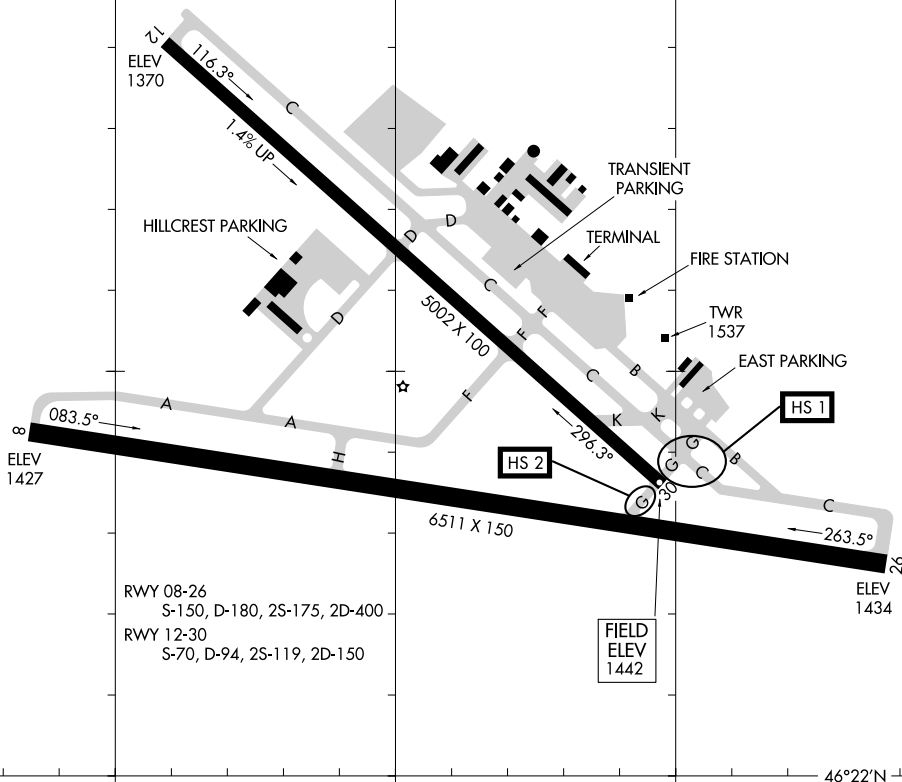 12
ELEV
1370
116.3°
1.4% UP
C
D
D
TRANSIENT
PARKING
HILLCREST PARKING
TERMINAL
FIRE STATION
TWR
1537
C
5002 X 100
D
F
F
EAST PARKING
B
C
F
A
A
K
K
HS 1
8
083.5°
ELEV
1427
H
296.3°
HS 2
G
G
C
B
30
G
C
263.5°
26
6511 X 150
ELEV
1434
RWY 08-26
S-150, D-180, 2S-175, 2D-400
RWY 12-30
S-70, D-94, 2S-119, 2D-150
FIELD
ELEV
1442
46°22'N